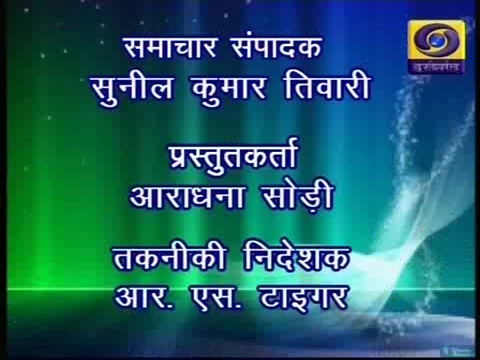 समाचार संपादक
सुनील कुमार तिवारी
प्रस्तुतकर्ता
आराधना सोड़ी
तकनीकी निदेशक
आर. एस. टाइगर